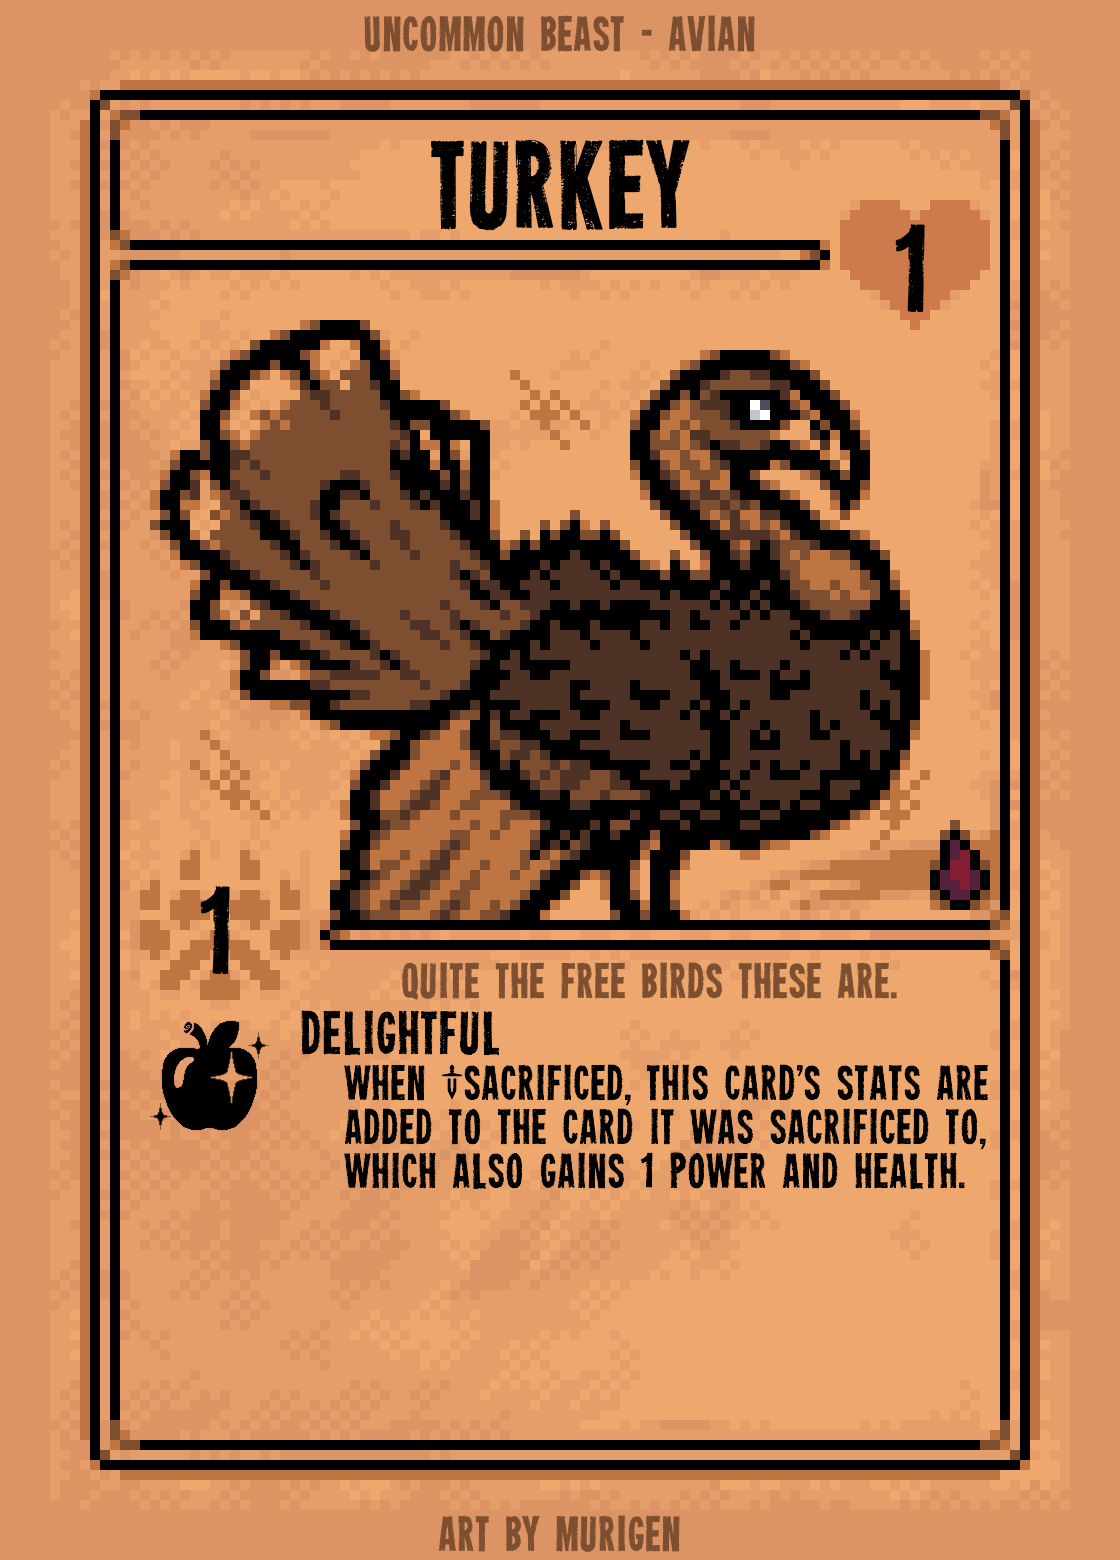 UNCOMMON BEAST - AVIAN
TURKEY
1
1
QUITE THE FREE BIRDS THESE ARE.
DELIGHTFUL
WHEN SACRIFICED, THIS CARD'S STATS ARE
ADDED TO THE CARD IT WAS SACRIFICED TO,
WHICH ALSO GAINS 1 POWER AND HEALTH.
ART BY MURIGEN